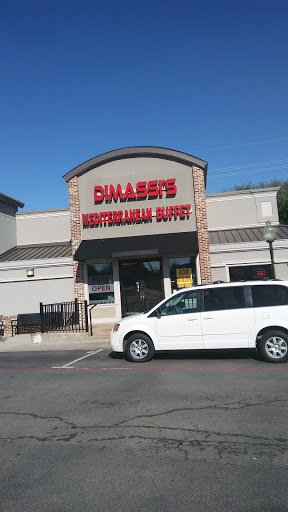 DIMASSI'S
MEDITERRANEAN BUFFET
OPEN